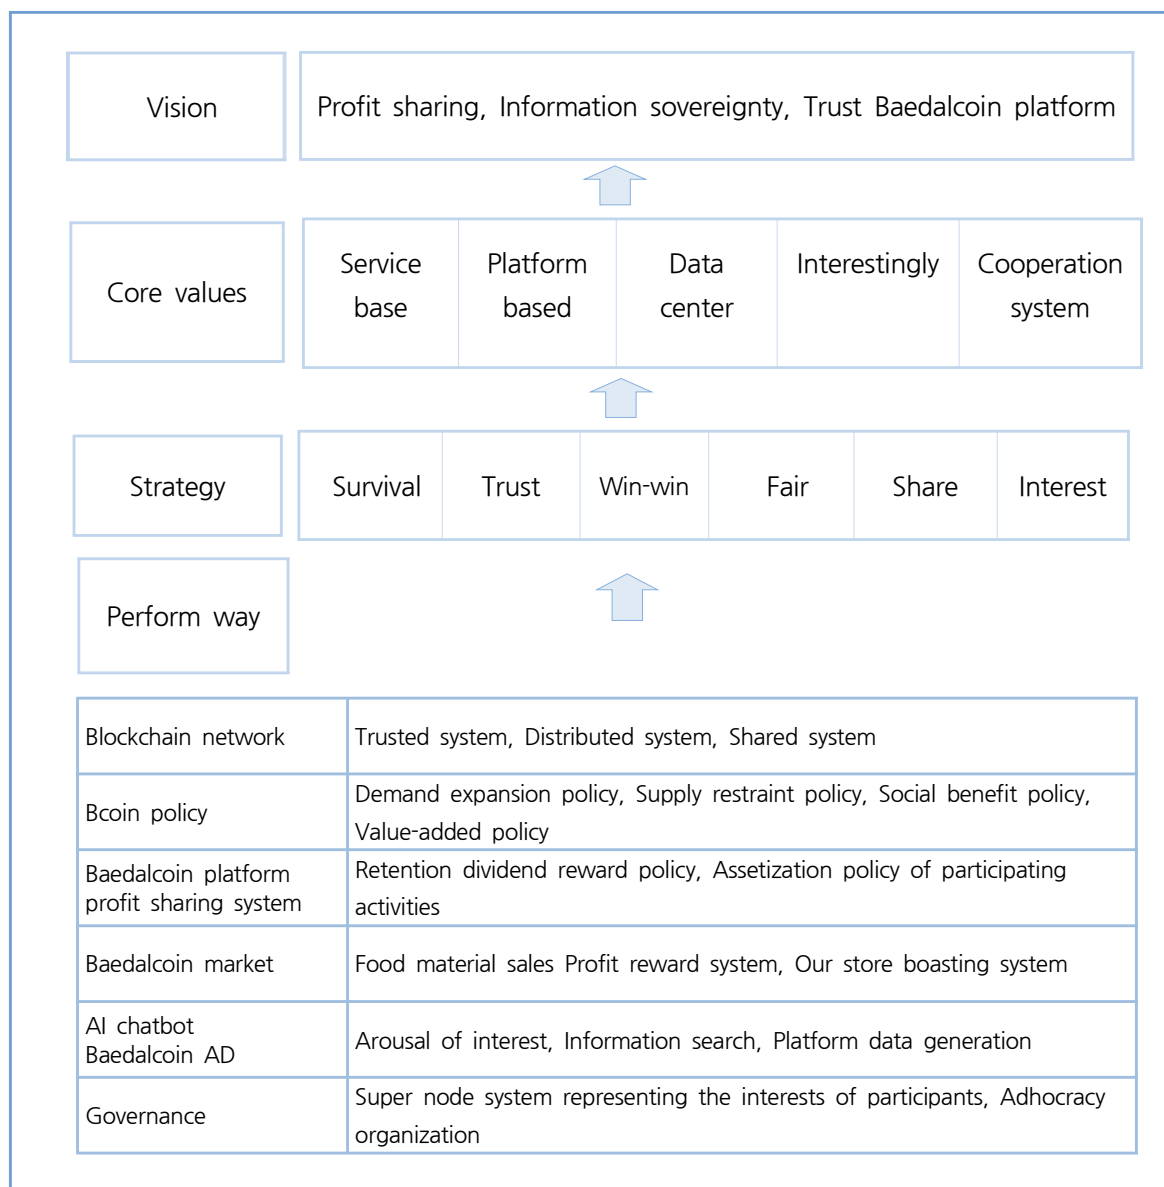 Vision
Profit sharing, Information sovereignty, Trust Baedalcoin platform
Core values
Service
base
Platform
based
Data
center
Interestingly
Cooperation
system
Strategy
Survival
Trust
Win-win
Fair
Share
Interest
Perform way
Blockchain network
Trusted system, Distributed system, Shared system
Bcoin policy
Demand expansion policy, Supply restraint policy, Social benefit policy,
Value-added policy
Baedalcoin platform
profit sharing system
Retention dividend reward policy, Assetization policy of participating
activities
Baedalcoin market
Food material sales Profit reward system, Our store boasting system
AI chatbot
Baedalcoin AD
Arousal of interest, Information search, Platform data generation
Governance
Super node system representing the interests of participants, Adhocracy
organization